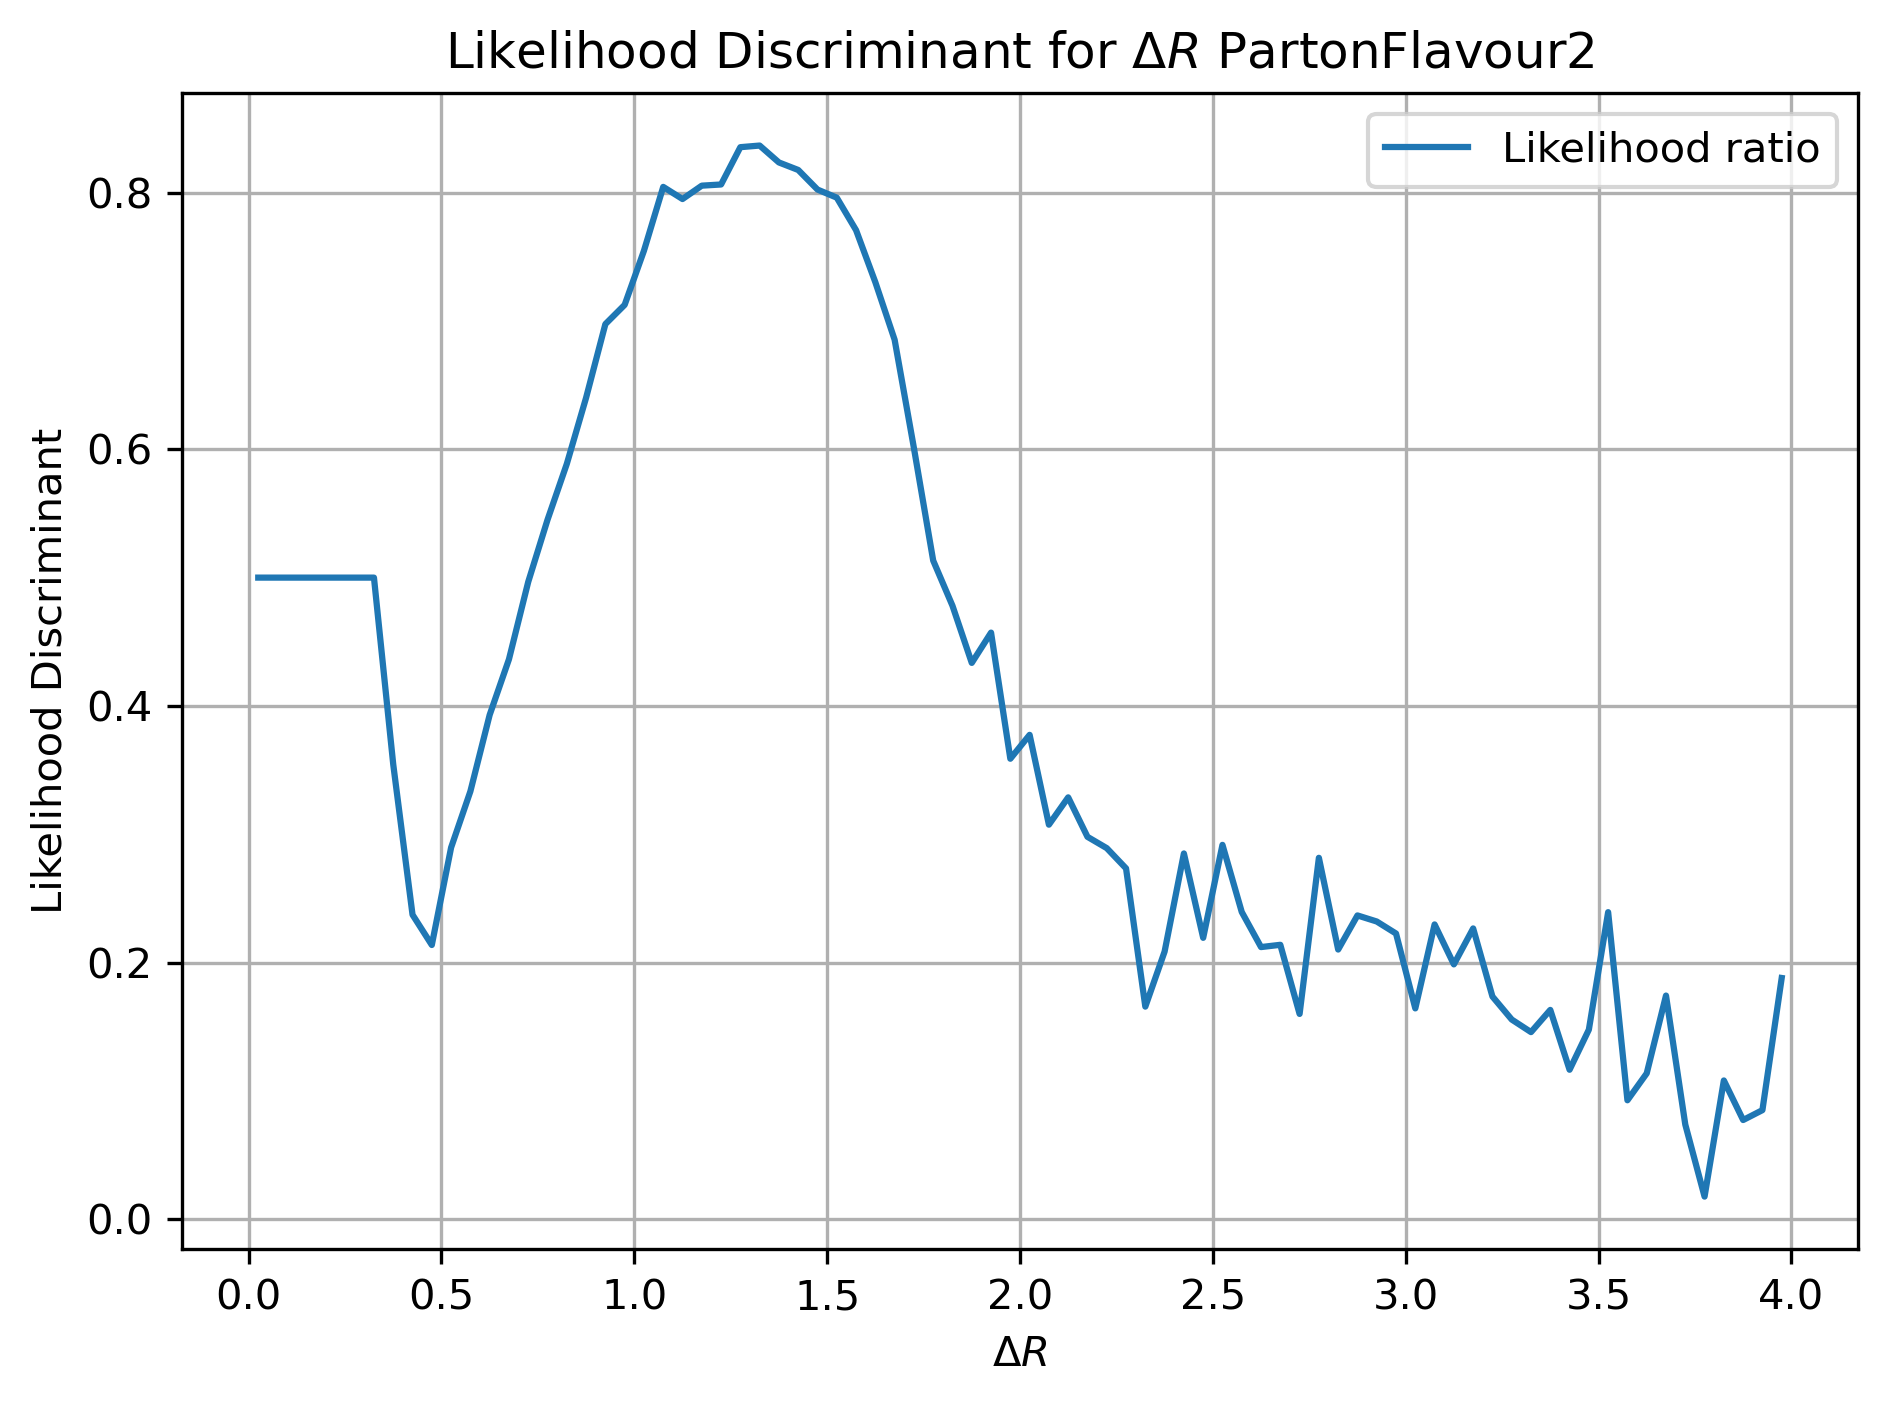 Likelihood Discriminant for ΔR PartonFlavour2
Likelihood ratio
Likelihood Discriminant
0.8
0.6
0.4
0.2
0.0
0.0 0.5 1.0 1.5 2.0 2.5 3.0 3.5 4.0
ΔR